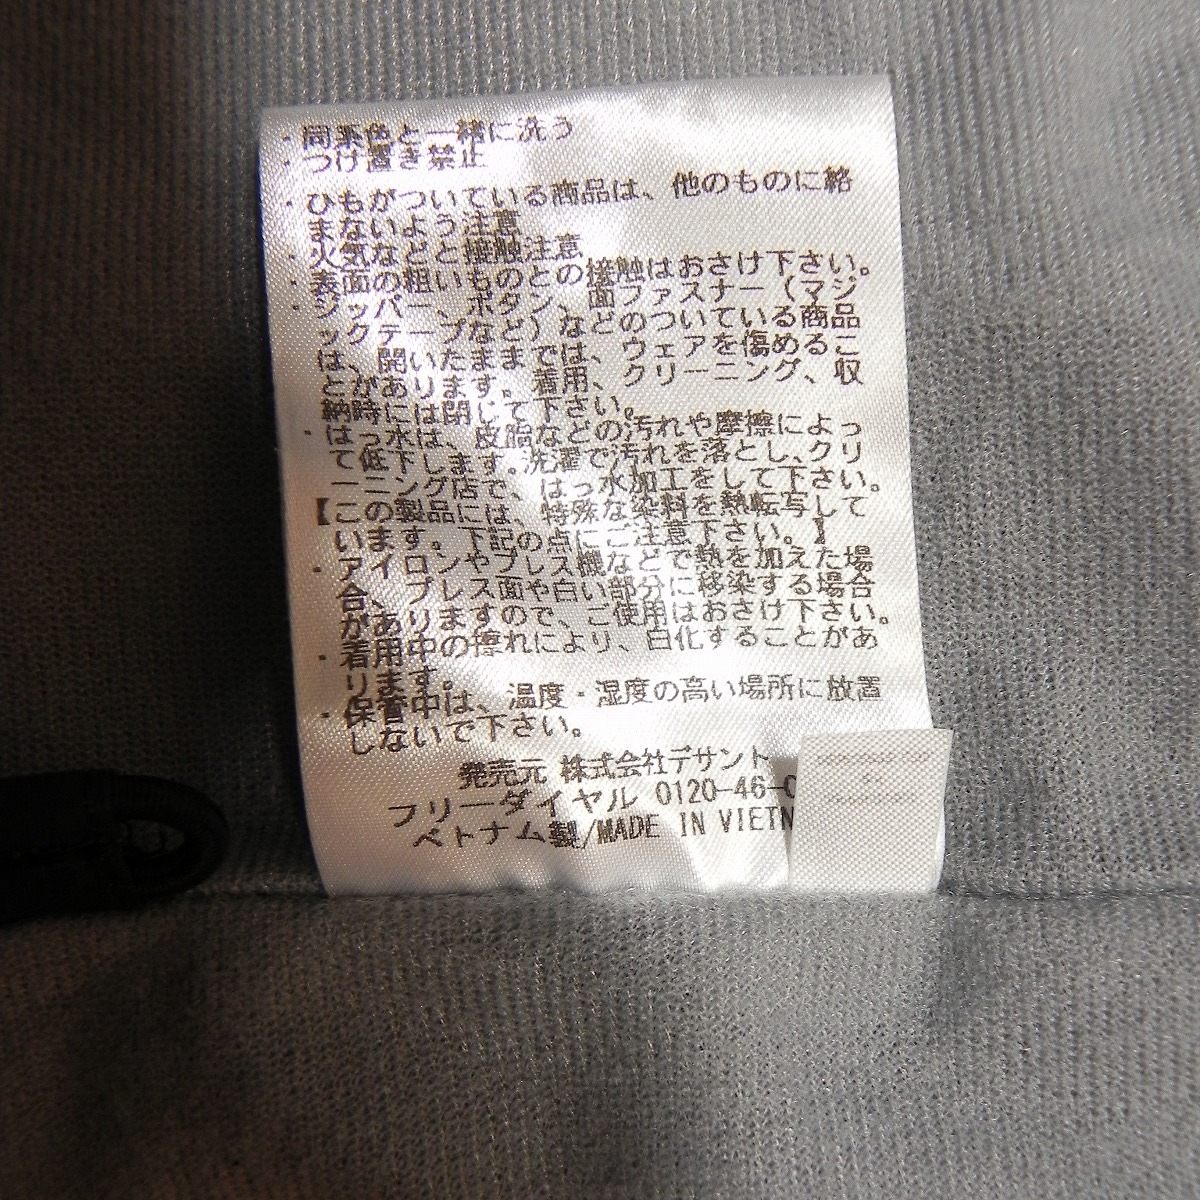 ・同系色と一緒に洗う
・つけ置き禁止
・ひもがついている商品は、他のものに絡
まないよう注意
・火気などと接触注意
・表面の粗いものとの接触はおさけ下さい。
・ジッパー、ボタン、面ファスナー（マジ
ックテープなど）などのついている商品
は、開いたままでは、ウェアを傷めるこ
とがあります。着用、クリーニング、収
納時には閉じて下さい。
・はっ水は、皮脂などの汚れや摩擦によっ
て低下します。洗濯で汚れを落とし、クリ
ーニング店で、はっ水加工をして下さい。
【この製品には、特殊な染料を熱転写して
います。下記の点にご注意下さい。】
・アイロンやプレス機などで熱を加えた場
合、プリント面や白い部分に移染する場合
がありますので、ご使用はおさけ下さい。
・着用中の擦れにより、白化することがあ
ります。
・保管中は、温度・湿度の高い場所に放置
しないで下さい。
発売元 株式会社デサント
フリーダイヤル 0120-46-0
ベトナム製/MADE IN VIETN